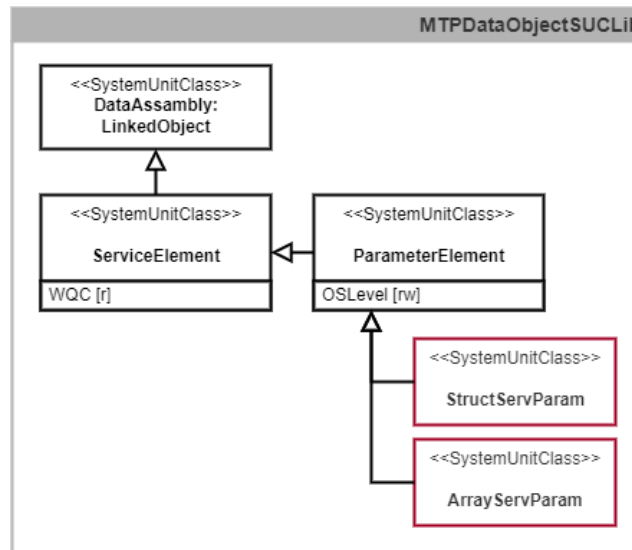 MTPDataObjectSUCLi
<<SystemUnitClass>>
DataAssambly:
LinkedObject
<<SystemUnitClass>>
ServiceElement
WQC [r]
<<SystemUnitClass>>
ParameterElement
OSLevel [rw]
<<SystemUnitClass>>
StructServParam
<<SystemUnitClass>>
ArrayServParam